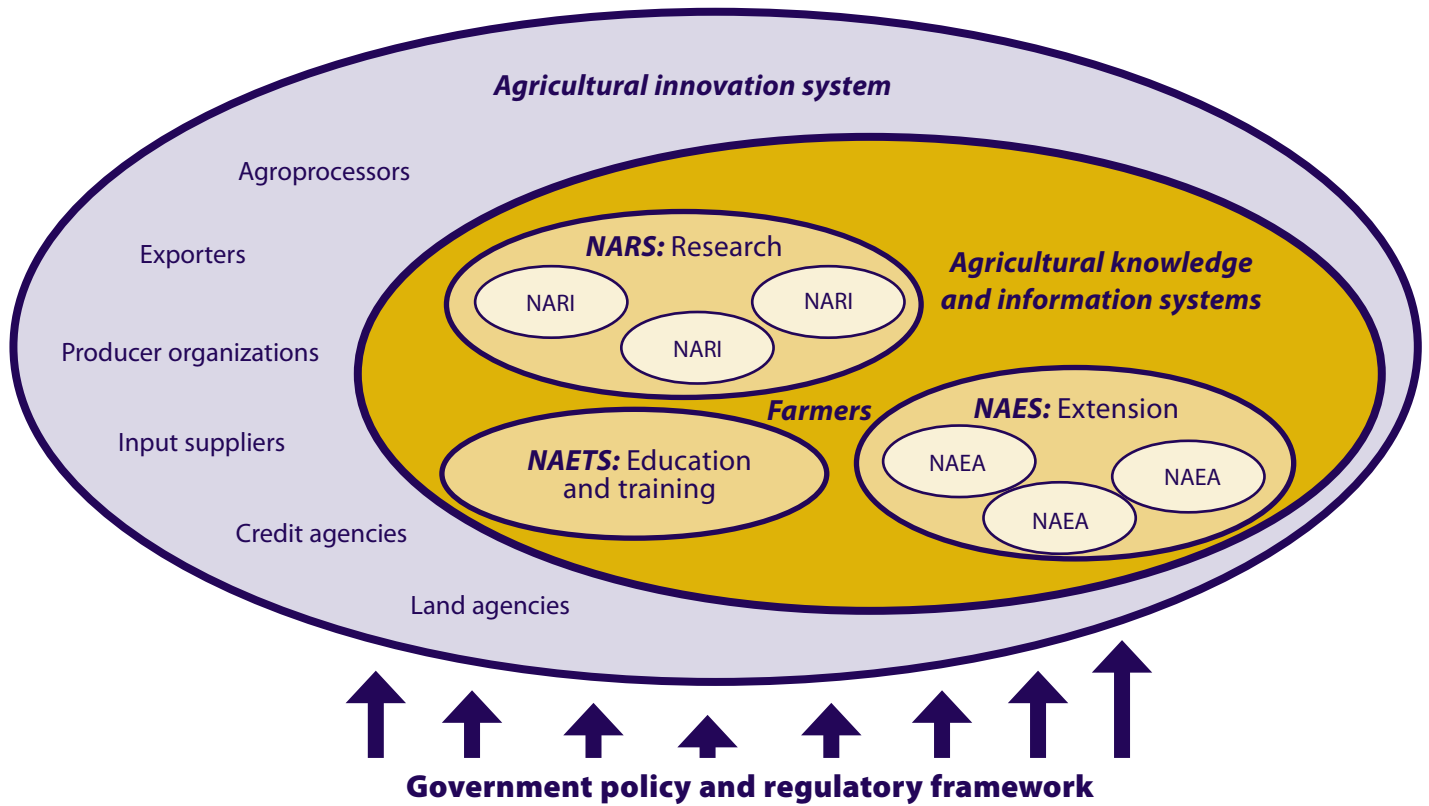 Agricultural innovation system
Agroprocessors
Exporters
Producer organizations
Input suppliers
Credit agencies
Land agencies
Agricultural knowledge
and information systems
NARS: Research
NARI
NARI
NARI
Farmers
NAETS: Education
and training
NAES: Extension
NAEA
NAEA
NAEA
Government policy and regulatory framework